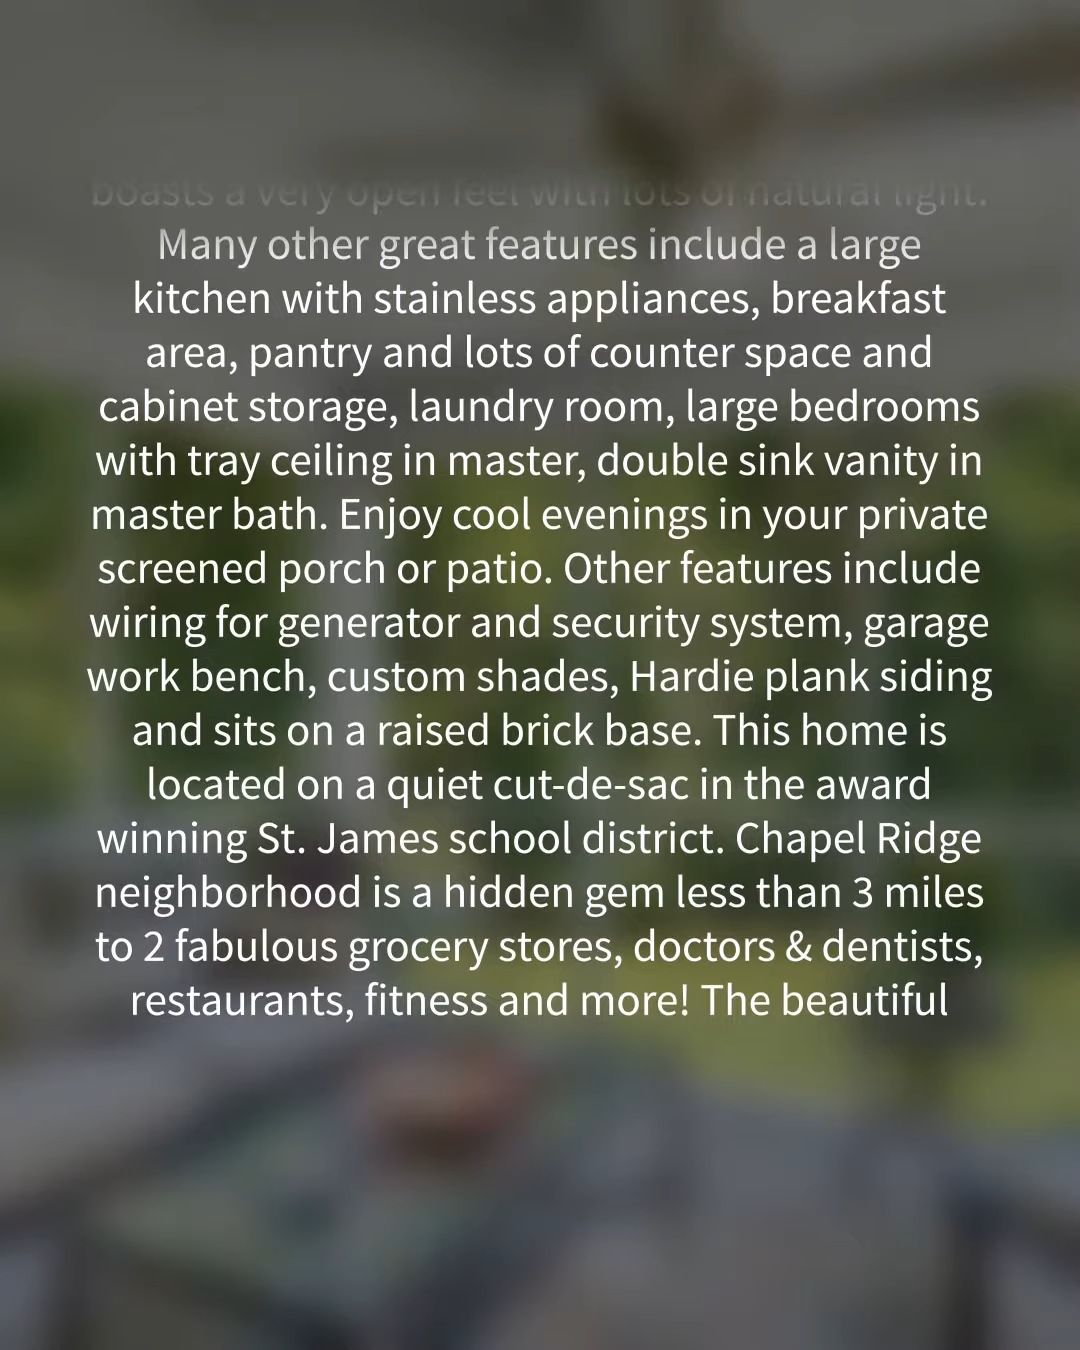 boasts a very open feel with lots of natural light.
Many other great features include a large
kitchen with stainless appliances, breakfast
area, pantry and lots of counter space and
cabinet storage, laundry room, large bedrooms
with tray ceiling in master, double sink vanity in
master bath. Enjoy cool evenings in your private
screened porch or patio. Other features include
wiring for generator and security system, garage
work bench, custom shades, Hardie plank siding
and sits on a raised brick base. This home is
located on a quiet cut-de-sac in the award
winning St. James school district. Chapel Ridge
neighborhood is a hidden gem less than 3 miles
to 2 fabulous grocery stores, doctors & dentists,
restaurants, fitness and more! The beautiful